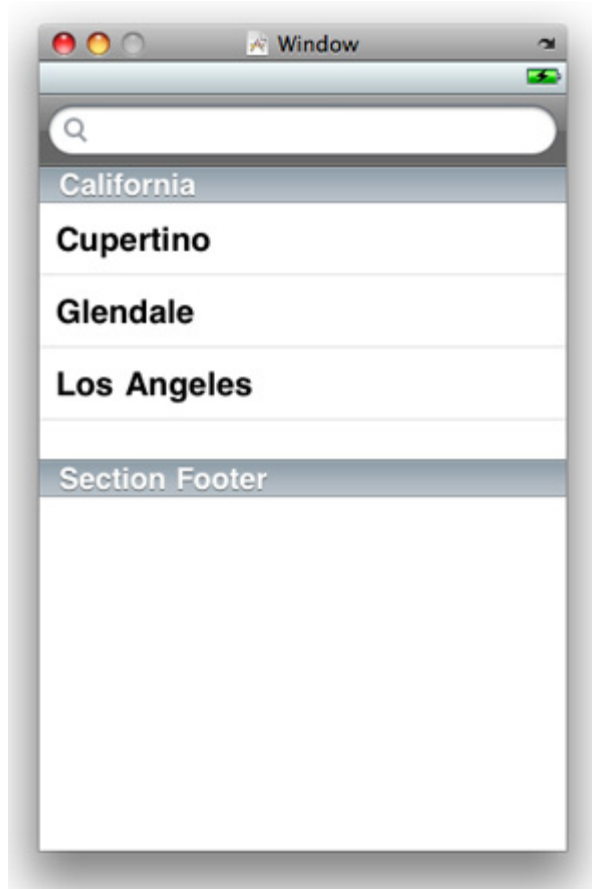 Window
California
Cupertino
Glendale
Los Angeles
Section Footer